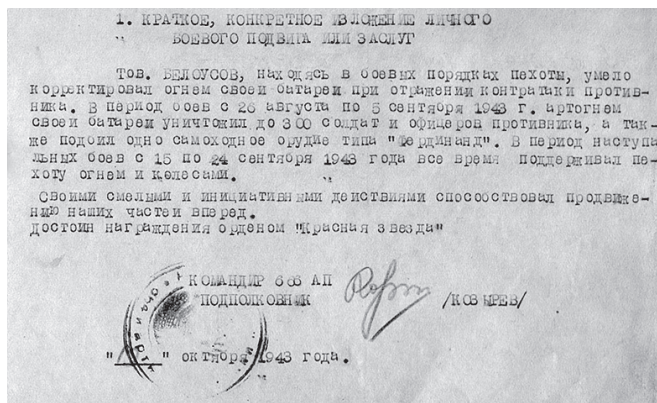 1. КРАТКОЕ, КОНКРЕТНОЕ ИЗЛОЖЕНИЕ ЛИЧНОГО
БОЕВОГО ПОДВИГА ИЛИ ЗАСЛУГ
Тов. БЕЛОУСОВ, находясь в боевых порядках пехоты, умело
корректировал огнем своей батареи при отражении контратаки против-
ника. В период боев с 26 августа по 5 сентября 1943 г. артогнем
своей батареи уничтожил до 300 солдат и офицеров противника, а так-
же подбил одно самоходное орудие типа "Фердинанд". В период наступа-
льных боев с 15 по 24 сентября 1943 года все время поддерживал пе-
хоту огнем и колесами.
Своими смелыми и инициативными действиями способствовал продвиже-
нию наших частей вперед.
Достоин награждения орденом "Красная звезда"
КОМАНДИР АП
ПОДПОЛКОВНИК /КОЗЫРЕВ/
" " октября 1943 года.